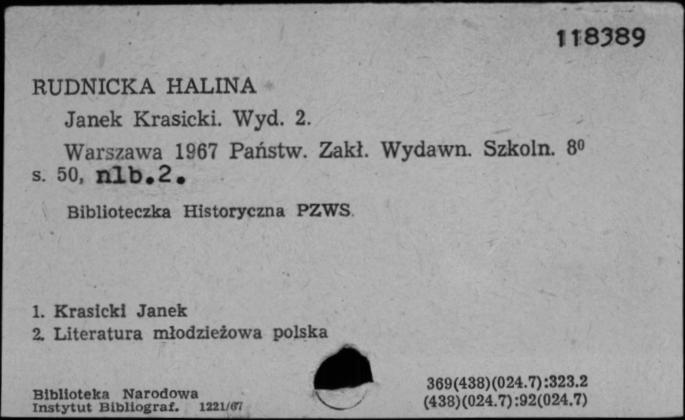 118389
RUDNICKA HALINA
Janek Krasicki. Wyd. 2.
Warszawa 1967 Państw. Zakł. Wydawn. Szkoln. 8⁰
s. 50, nlb.2.
Biblioteczka Historyczna PZWS.
1. Krasicki Janek
2. Literatura młodzieżowa polska
369(438)(024.7):323.2
Biblioteka Narodowa (438)(024.7):92(024.7)
Instytut Bibliograf. 1221/67